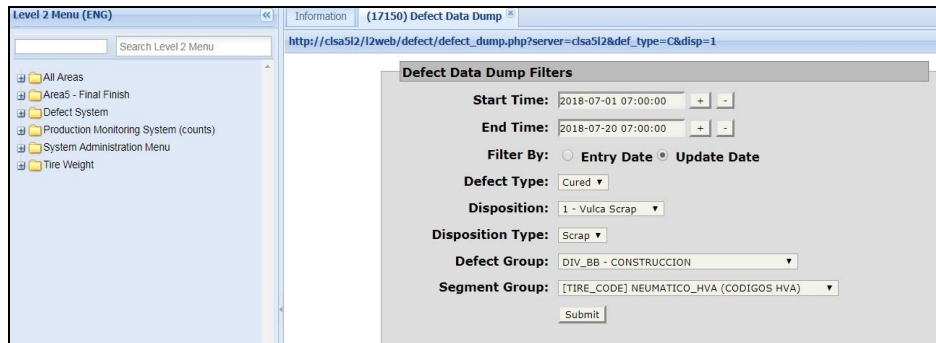 Level 2 Menu (ENG)
Search Level 2 Menu
All Areas
Area5 - Final Finish
Defect System
Production Monitoring System (counts)
System Administration Menu
Tire Weight
Information
(17150) Defect Data Dump
http://clsa5l2/l2web/defect/defect_dump.php?server=clsa5l2&def_type=C&disp=1
Defect Data Dump Filters
Start Time: 2018-07-01 07:00:00 + -
End Time: 2018-07-20 07:00:00 + -
Filter By: Entry Date Update Date
Defect Type: Cured
Disposition: 1 - Vulca Scrap
Disposition Type: Scrap
Defect Group: DIV_BB - CONSTRUCCION
Segment Group: [TIRE_CODE] NEUMATICO_HVA (CODIGOS HVA)
Submit